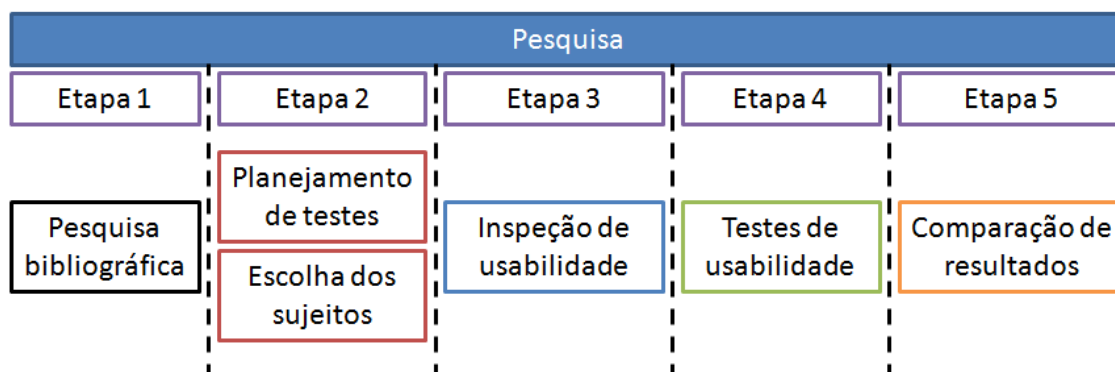 Pesquisa
Etapa 1
Etapa 2
Etapa 3
Etapa 4
Etapa 5
Pesquisa
bibliográfica
Planejamento
de testes
Escolha dos
sujeitos
Inspeção de
usabilidade
Testes de
usabilidade
Comparação de
resultados